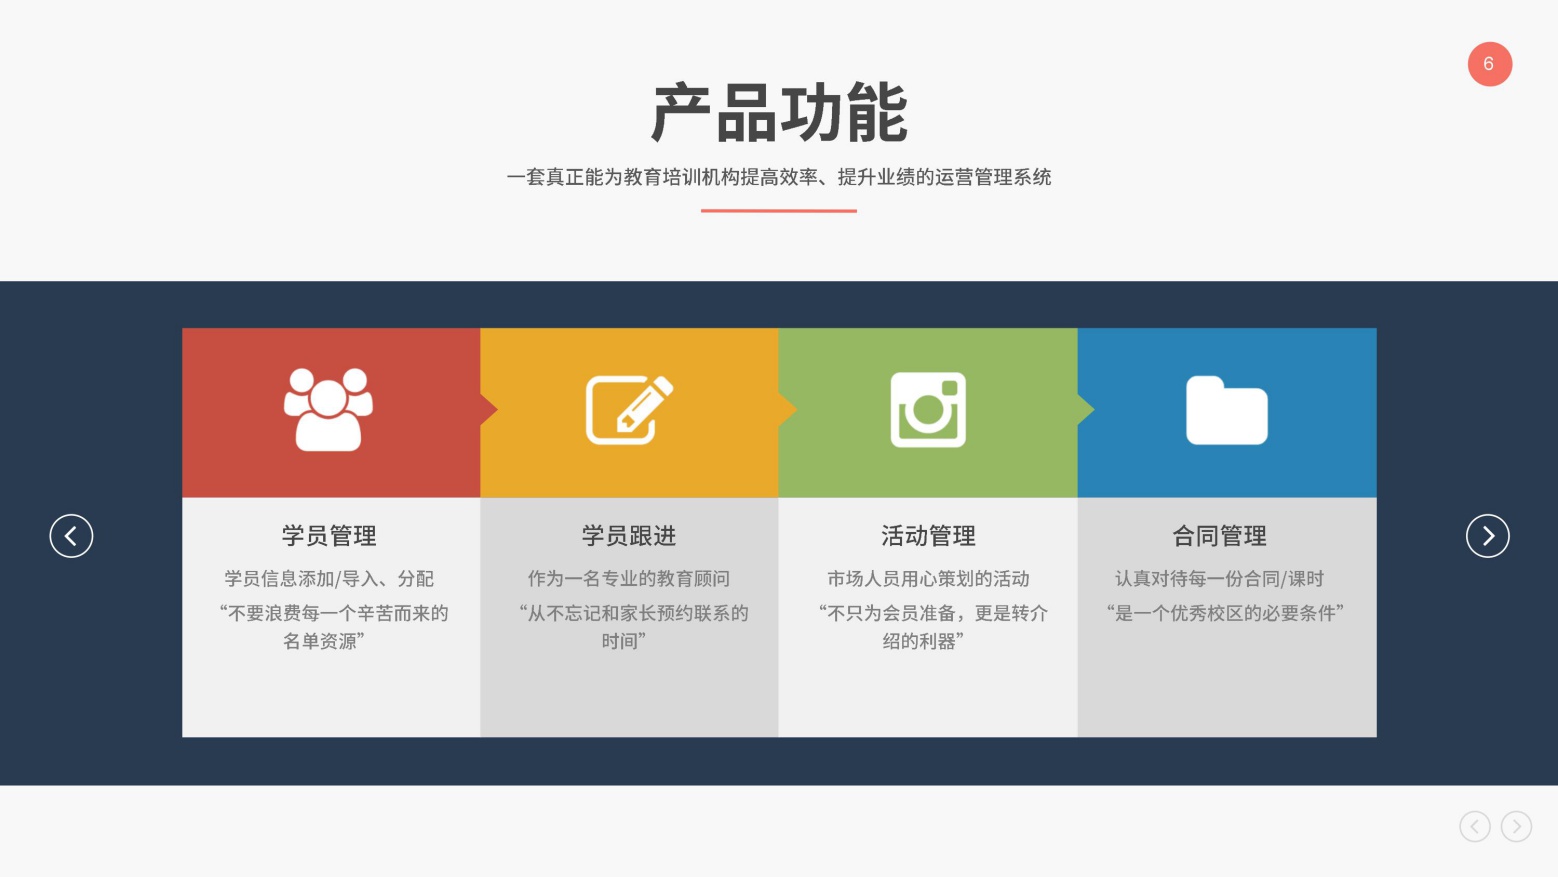 6
产品功能
一套真正能为教育培训机构提高效率、提升业绩的运营管理系统
学员管理
学员信息添加/导入、分配
“不要浪费每一个辛苦而来的
名单资源”
学员跟进
作为一名专业的教育顾问
“从不忘记和家长预约联系的
时间”
活动管理
市场人员用心策划的活动
“不只为会员准备，更是转介
绍的利器”
合同管理
认真对待每一份合同/课时
“是一个优秀校区的必要条件”